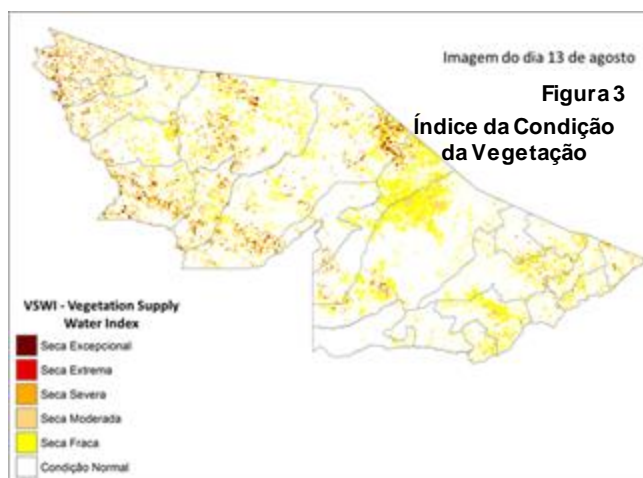 Imagem do dia 13 de agosto
Figura 3
Índice da Condição
da Vegetação
VSWI - Vegetation Supply
Water Index
Seca Excepcional
Seca Extrema
Seca Severa
Seca Moderada
Seca Fraca
Condição Normal